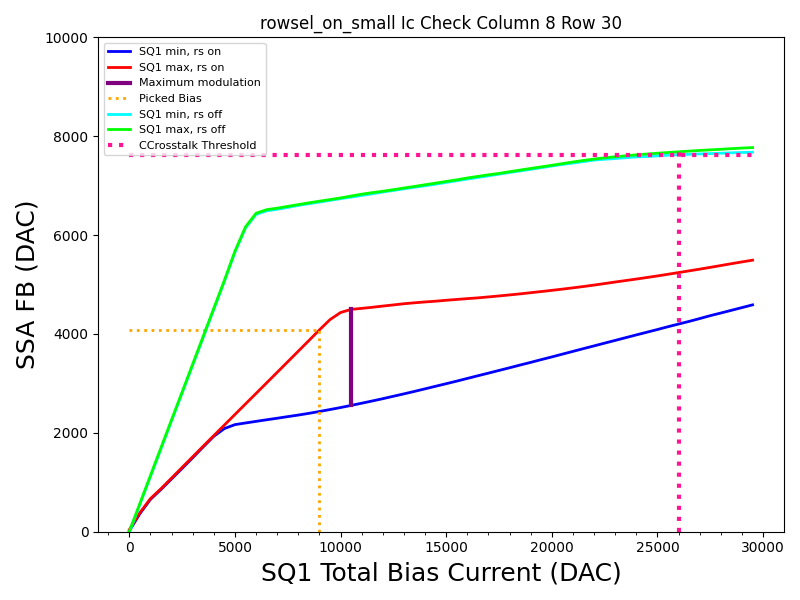 rowsel_on_small Ic Check Column 8 Row 30
10000
8000
6000
4000
2000
0
SSA FB (DAC)
SQ1 min, rs on
SQ1 max, rs on
Maximum modulation
Picked Bias
SQ1 min, rs off
SQ1 max, rs off
CCrosstalk Threshold
0 5000 10000 15000 20000 25000 30000
SQ1 Total Bias Current (DAC)